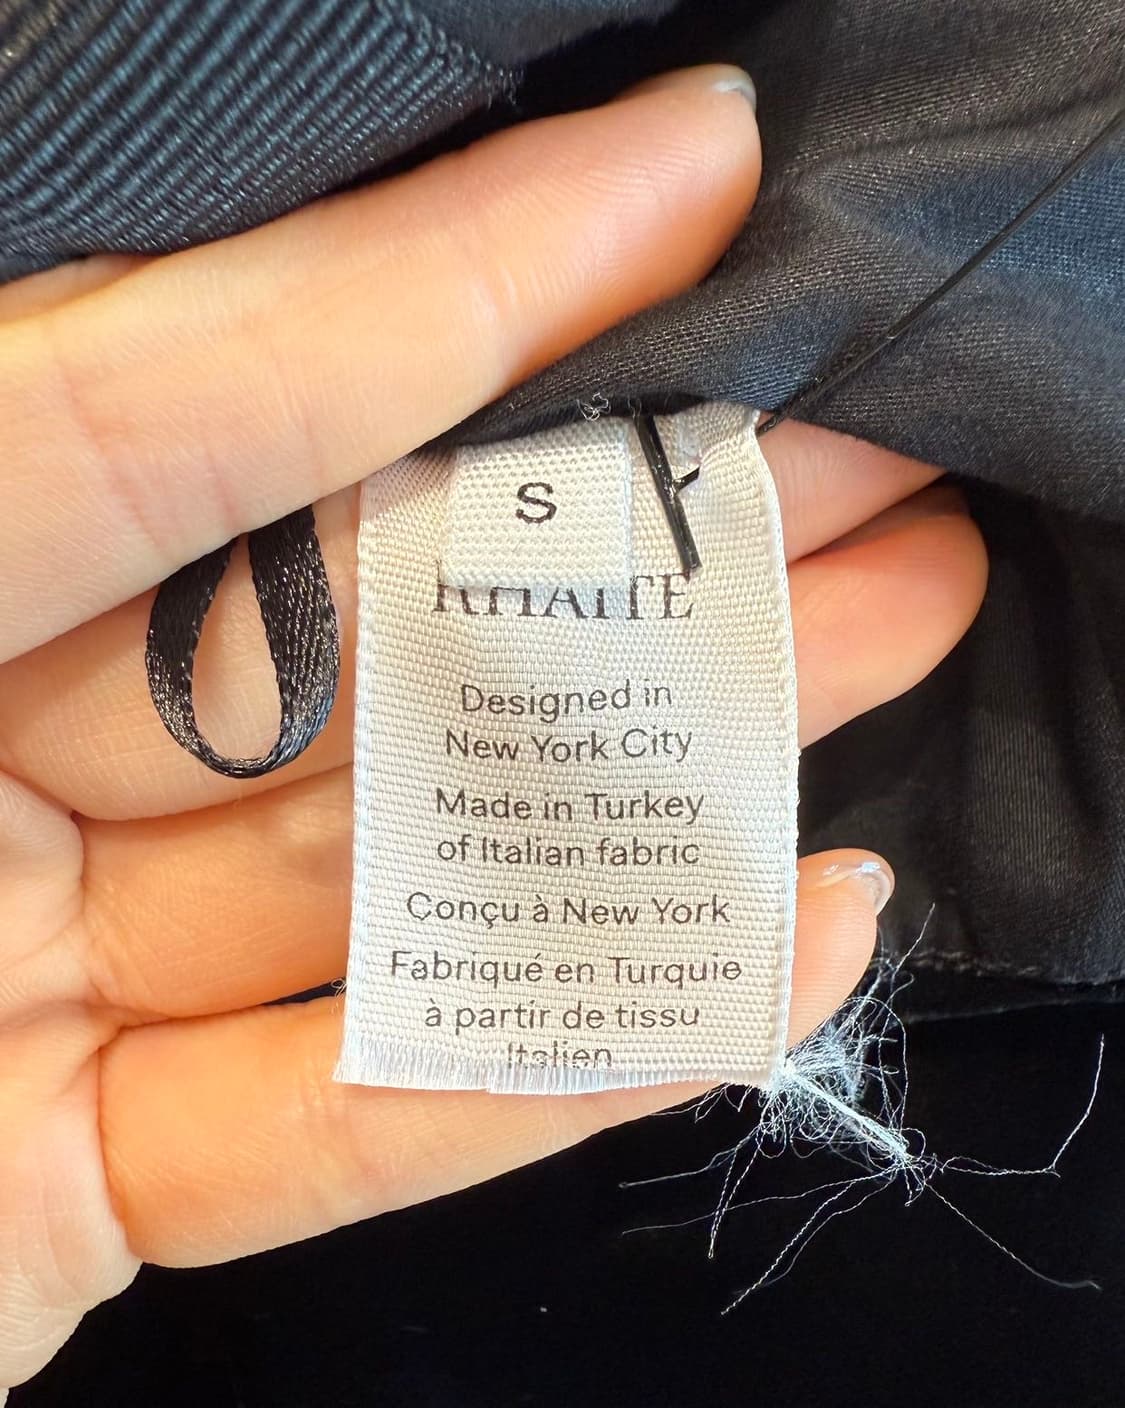 S
KHAITE
Designed in
New York City
Made in Turkey
of Italian fabric
Conçu à New York
Fabriqué en Turquie
à partir de tissu
Italien